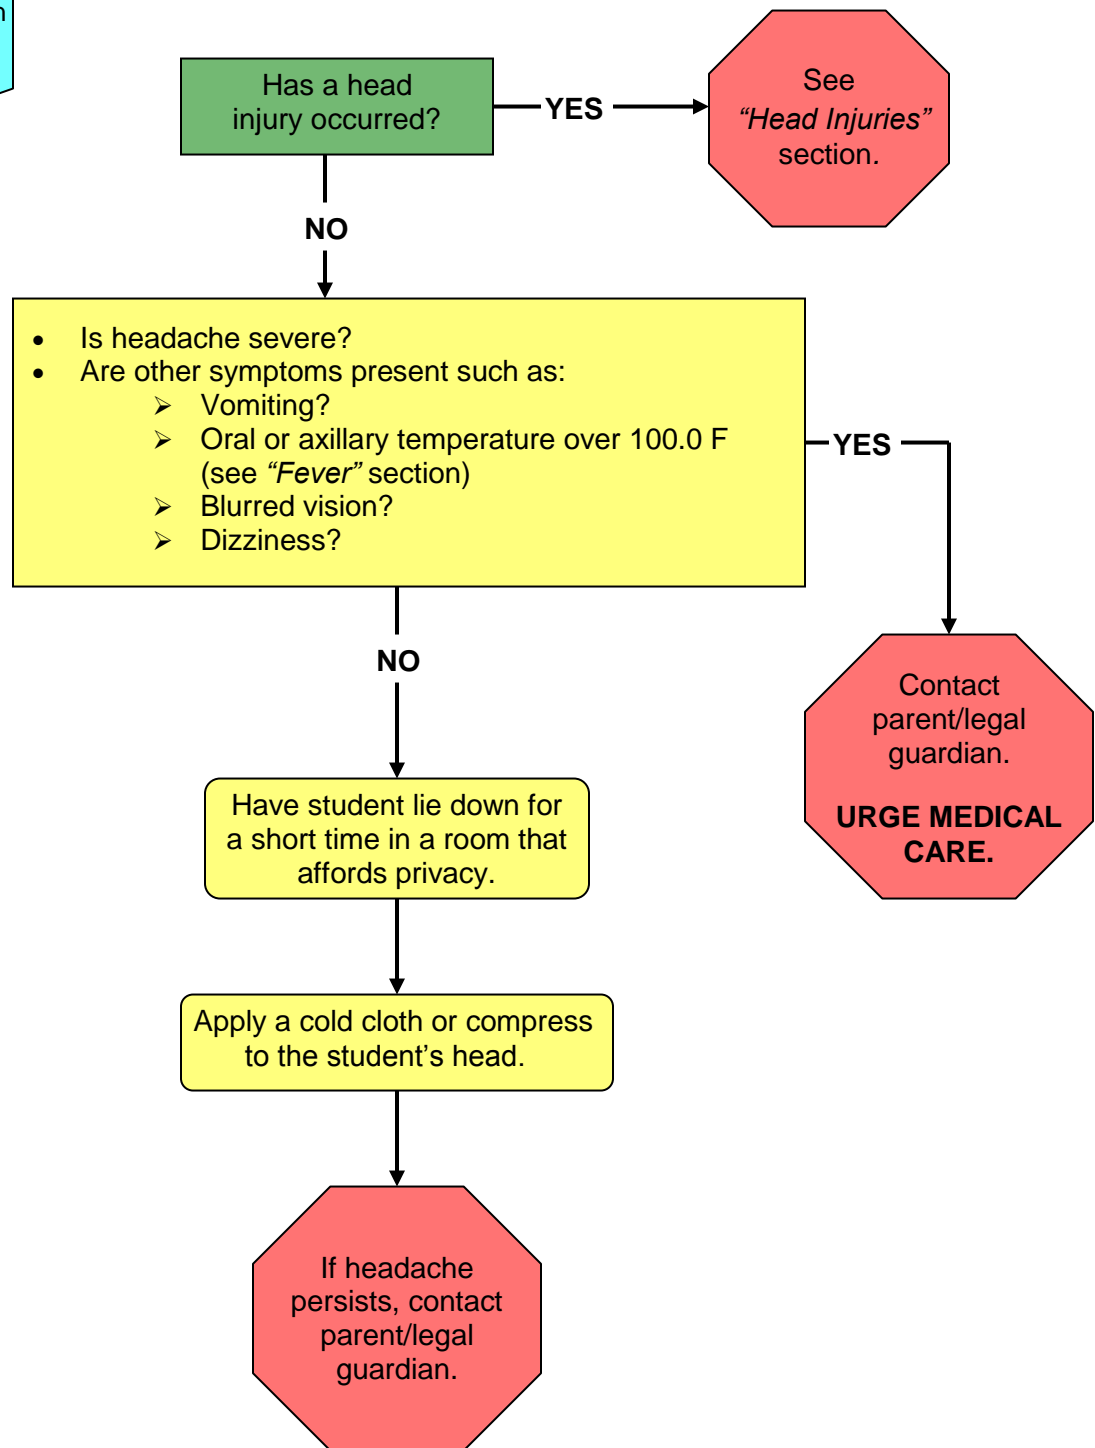 Has a head
injury occurred?
YES
See
“Head Injuries”
section.
NO
• Is headache severe?
• Are other symptoms present such as:
➢ Vomiting?
➢ Oral or axillary temperature over 100.0 F
(see “Fever” section)
➢ Blurred vision?
➢ Dizziness?
YES
NO
Contact
parent/legal
guardian.
URGE MEDICAL
CARE.
Have student lie down for
a short time in a room that
affords privacy.
Apply a cold cloth or compress
to the student’s head.
If headache
persists, contact
parent/legal
guardian.